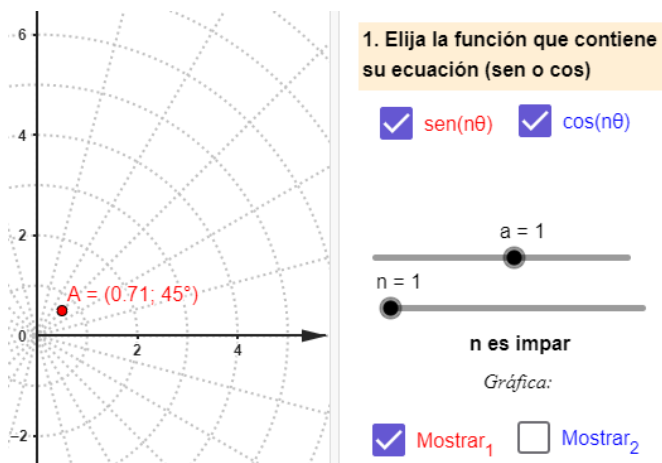 6
4
2
A = (0.71; 45°)
0
2
4
−2
1. Elija la función que contiene
su ecuación (sen o cos)
sen(nθ)
cos(nθ)
a = 1
n = 1
n es impar
Gráfica:
Mostrar₁
Mostrar₂